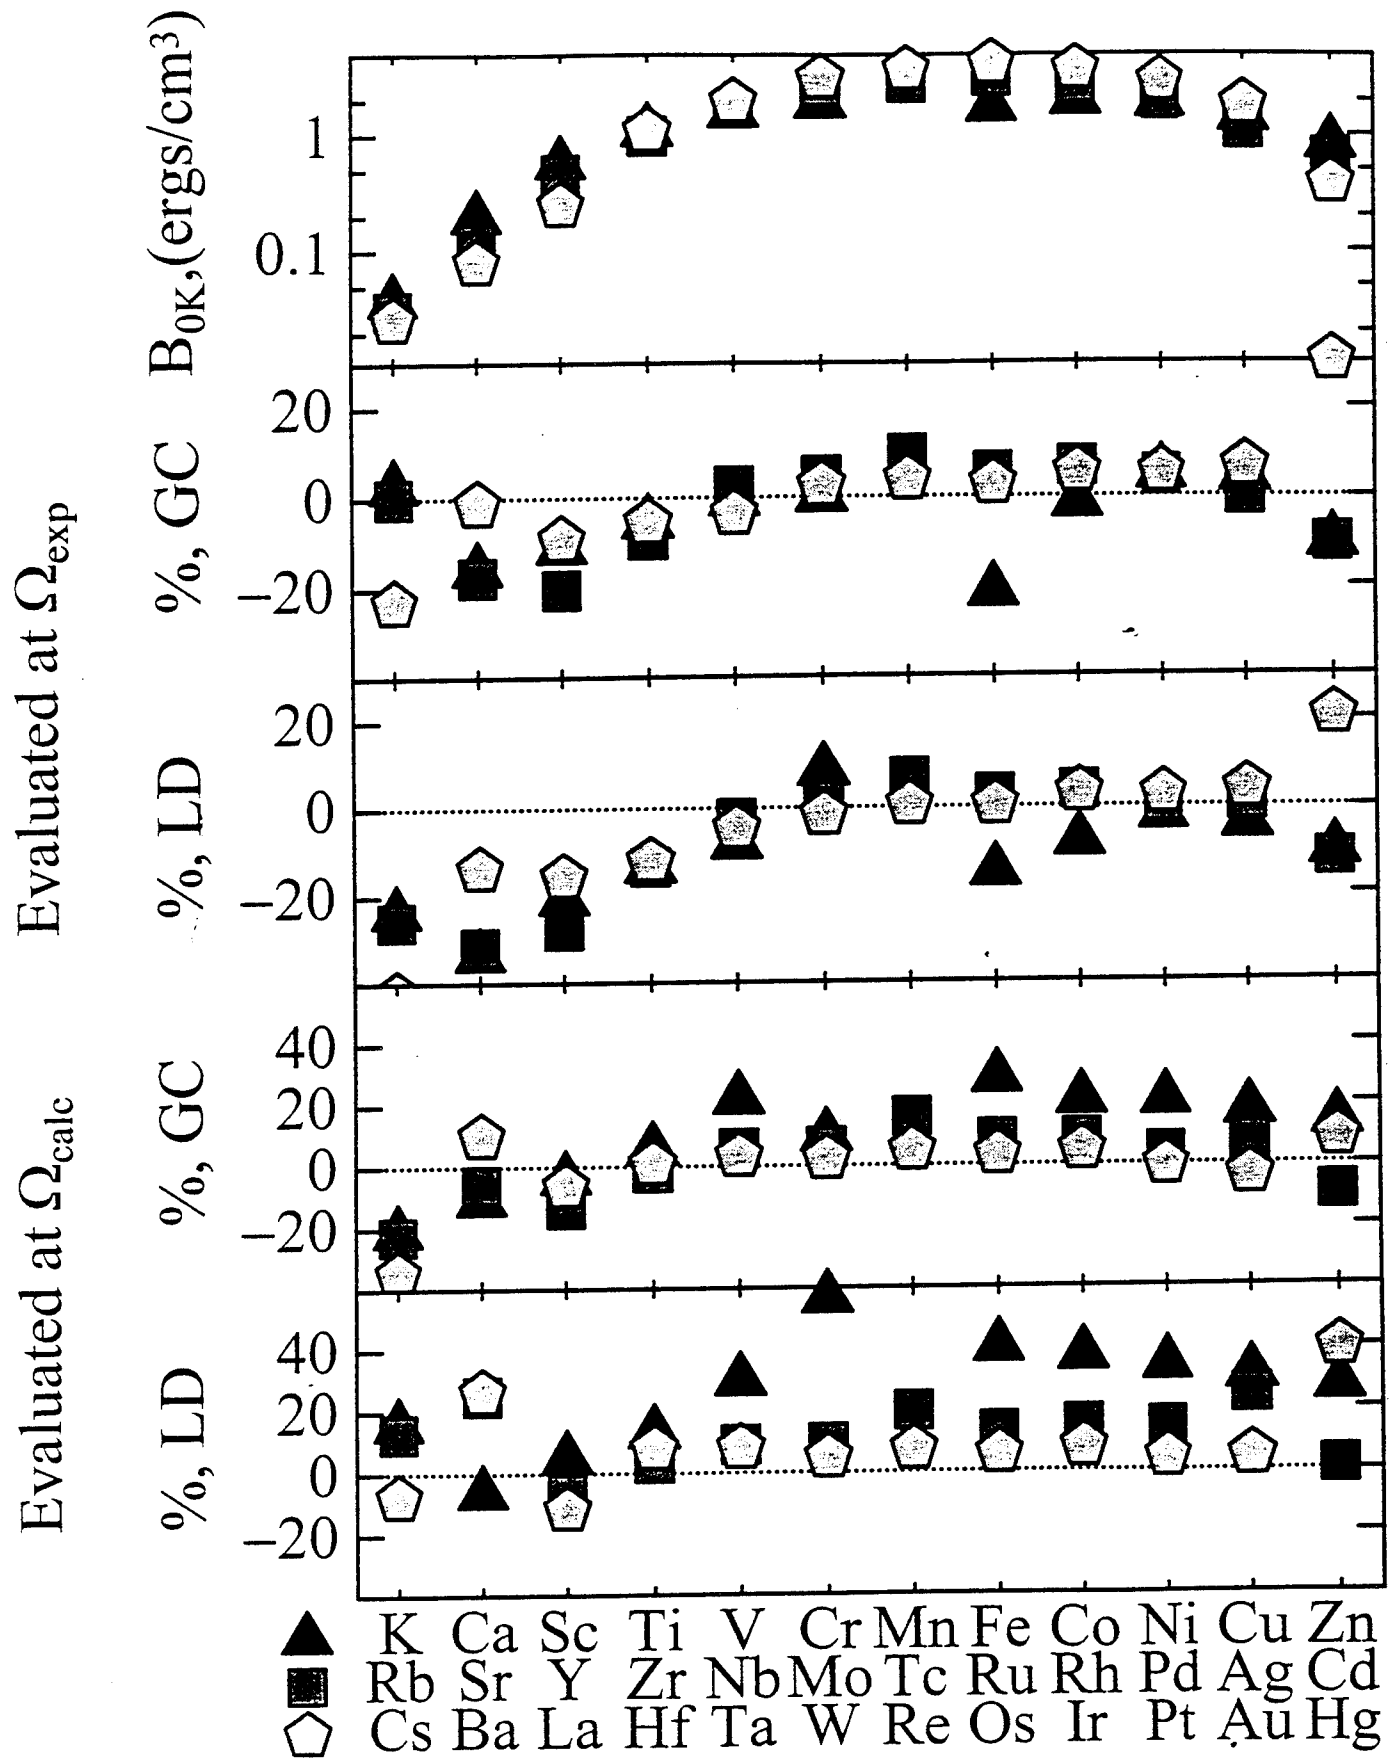 B0K,(ergs/cm³)
1
0.1
Evaluated at Ωexp
%, GC
20
0
−20
%, LD
20
0
−20
Evaluated at Ωcalc
%, GC
40
20
0
−20
%, LD
40
20
0
−20
K Ca Sc Ti V Cr Mn Fe Co Ni Cu Zn
Rb Sr Y Zr Nb Mo Tc Ru Rh Pd Ag Cd
Cs Ba La Hf Ta W Re Os Ir Pt Au Hg